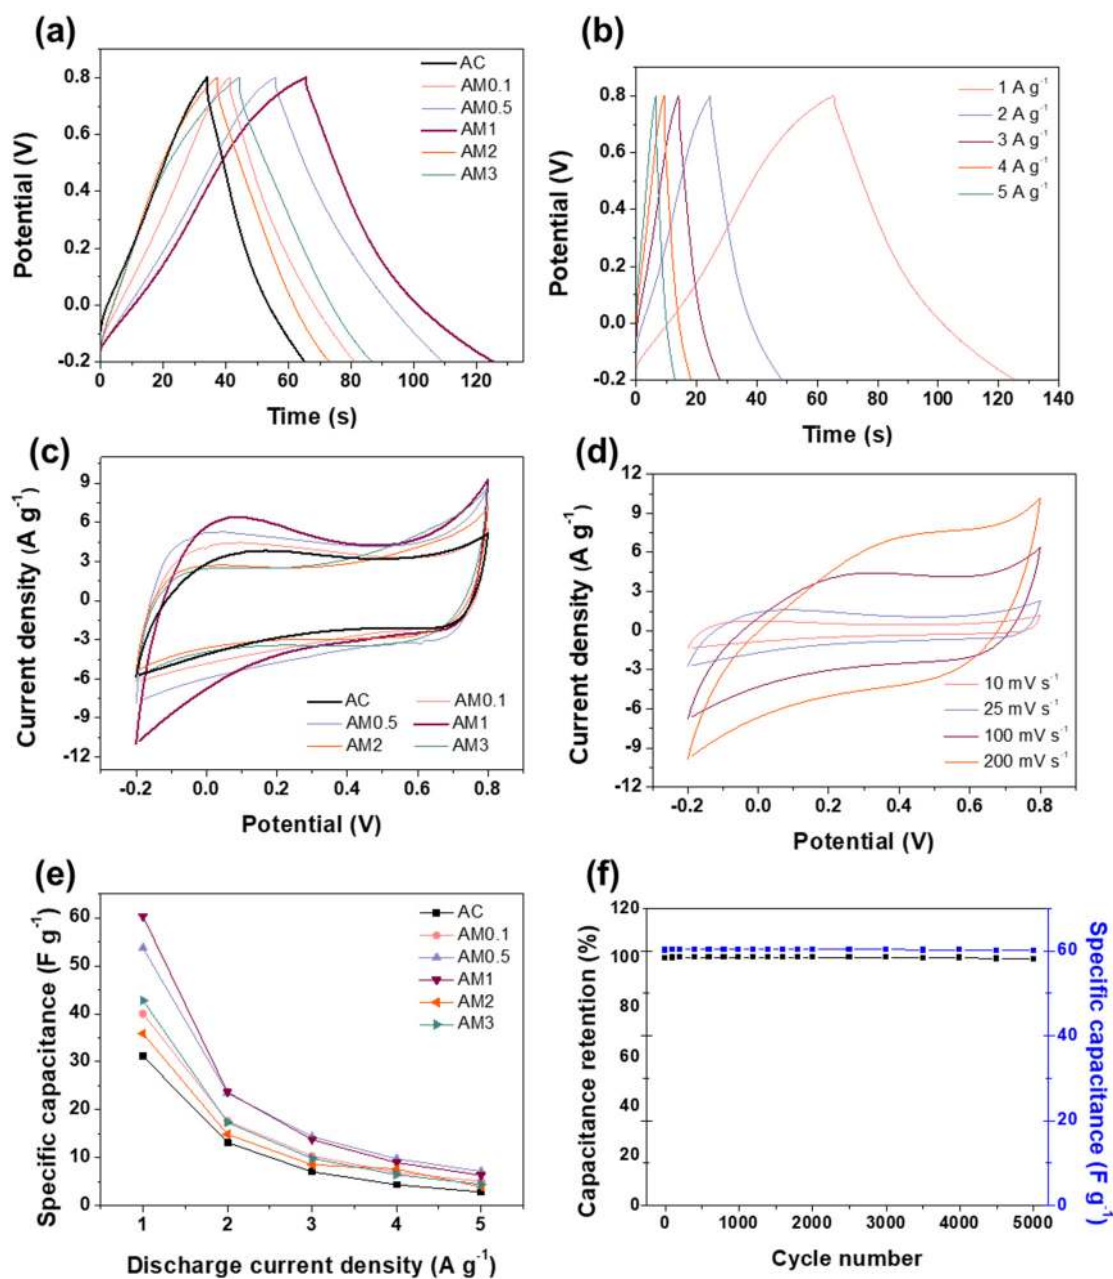 (a)
AC
AM0.1
AM0.5
AM1
AM2
AM3
0.8
0.6
0.4
0.2
0.0
-0.2
0 20 40 60 80 100 120
Potential (V)
Time (s)
(b)
1 A g-1
2 A g-1
3 A g-1
4 A g-1
5 A g-1
0.8
0.6
0.4
0.2
0.0
-0.2
0 20 40 60 80 100 120 140
Potential (V)
Time (s)
(c)
9
6
3
0
-3
-6
-9
-12
AC AM0.1
AM0.5 AM1
AM2 AM3
-0.2 0.0 0.2 0.4 0.6 0.8
Current density (A g-1)
Potential (V)
(d)
12
9
6
3
0
-3
-6
-9
-12
10 mV s-1
25 mV s-1
100 mV s-1
200 mV s-1
-0.2 0.0 0.2 0.4 0.6 0.8
Current density (A g-1)
Potential (V)
(e)
AC
AM0.1
AM0.5
AM1
AM2
AM3
60
50
40
30
20
10
0
1 2 3 4 5
Specific capacitance (F g-1)
Discharge current density (A g-1)
(f)
120
100
80
60
40
20
0
0 1000 2000 3000 4000 5000
60
40
20
0
Capacitance retention (%)
Specific capacitance (F g-1)
Cycle number